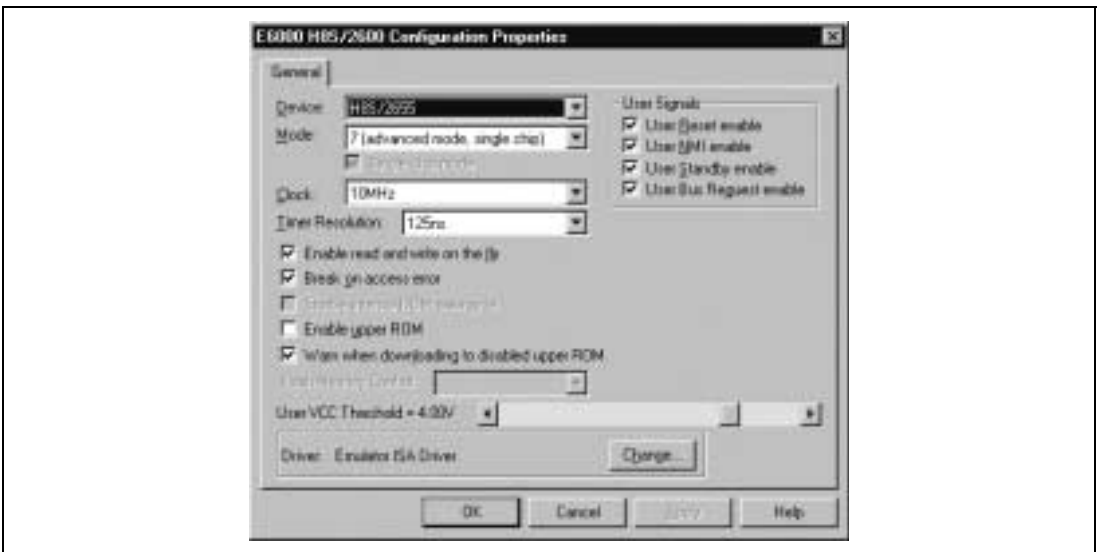 E6000 H8S/2600 Configuration Properties
General
Device: H8S/2655
Mode: 7 (advanced mode, single chip)
Clock: 10MHz
Timer Resolution: 125ns
User Signals
User Reset enable
User NMI enable
User Standby enable
User Bus Request enable
Enable read and write on the fly
Break on access error
Enable upper ROM
Warn when downloading to disabled upper ROM
User VCC Threshold = 4.00V
Driver: Emulator ISA Driver
Change...
OK
Cancel
Apply
Help